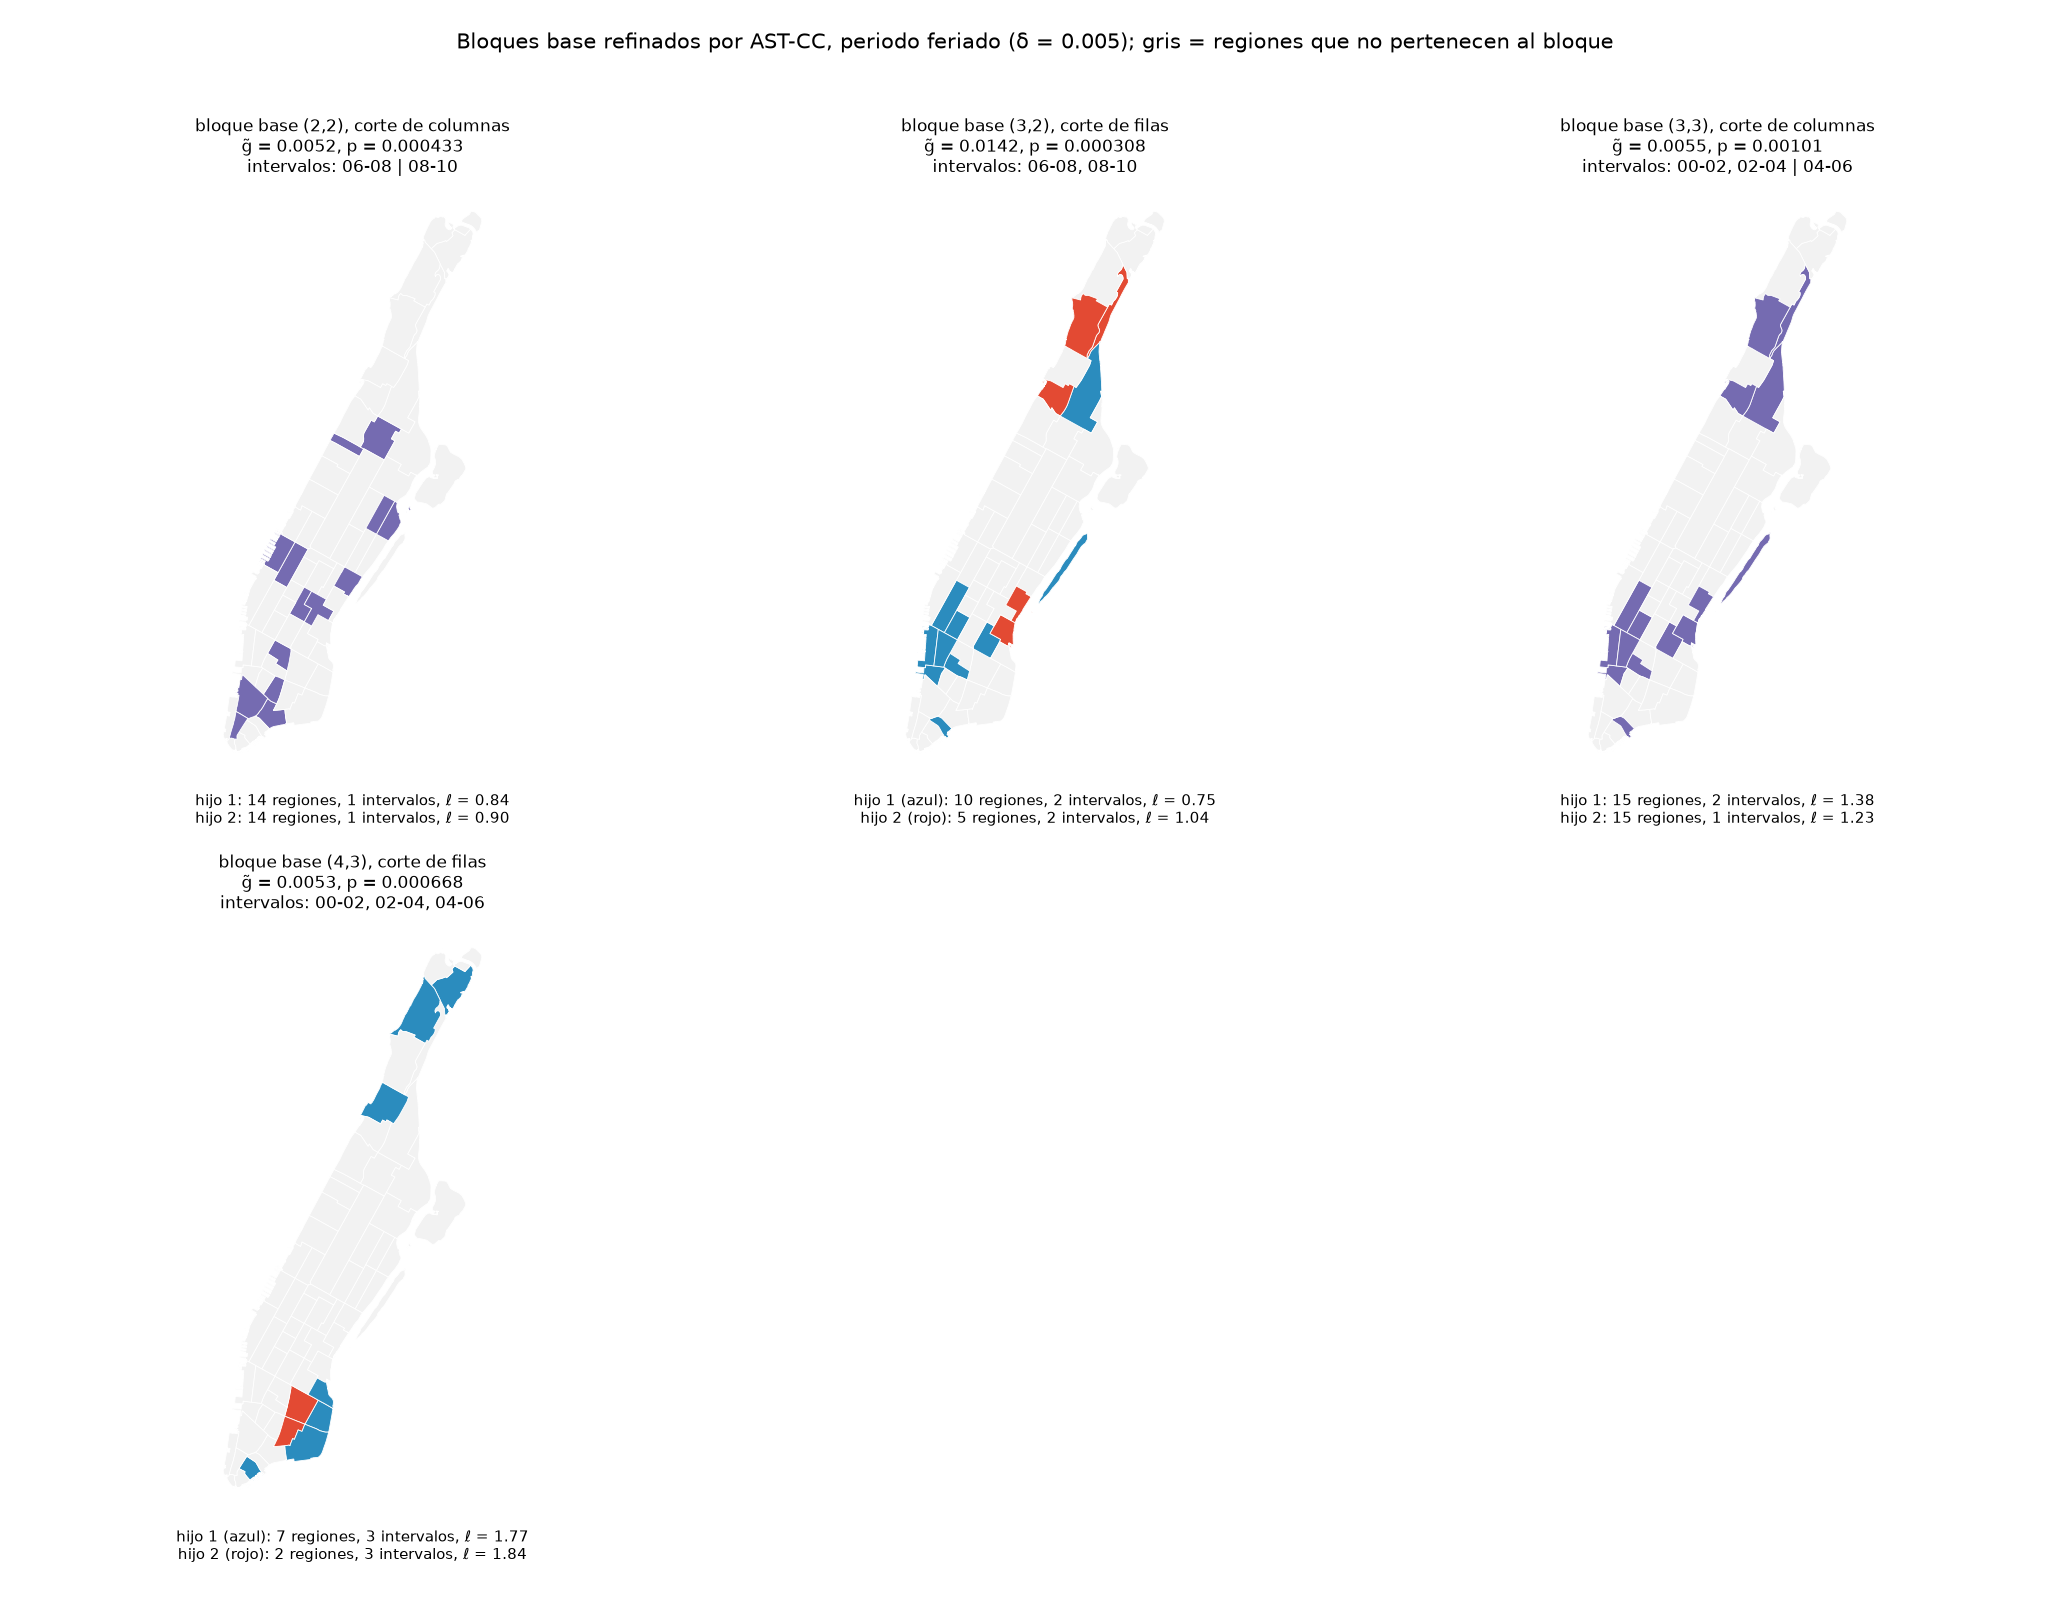 Bloques base refinados por AST-CC, periodo feriado (δ = 0.005); gris = regiones que no pertenecen al bloque
bloque base (2,2), corte de columnas
g̃ = 0.0052, p = 0.000433
intervalos: 06-08 | 08-10
hijo 1: 14 regiones, 1 intervalos, ℓ = 0.84
hijo 2: 14 regiones, 1 intervalos, ℓ = 0.90
bloque base (3,2), corte de filas
g̃ = 0.0142, p = 0.000308
intervalos: 06-08, 08-10
hijo 1 (azul): 10 regiones, 2 intervalos, ℓ = 0.75
hijo 2 (rojo): 5 regiones, 2 intervalos, ℓ = 1.04
bloque base (3,3), corte de columnas
g̃ = 0.0055, p = 0.00101
intervalos: 00-02, 02-04 | 04-06
hijo 1: 15 regiones, 2 intervalos, ℓ = 1.38
hijo 2: 15 regiones, 1 intervalos, ℓ = 1.23
bloque base (4,3), corte de filas
g̃ = 0.0053, p = 0.000668
intervalos: 00-02, 02-04, 04-06
hijo 1 (azul): 7 regiones, 3 intervalos, ℓ = 1.77
hijo 2 (rojo): 2 regiones, 3 intervalos, ℓ = 1.84